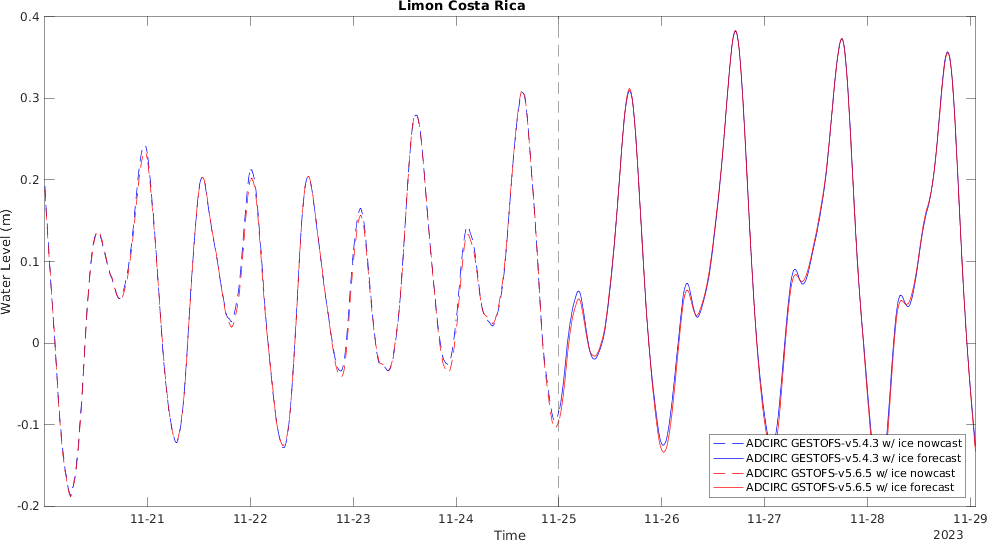 Limon Costa Rica
0.4
0.3
0.2
0.1
0
-0.1
-0.2
Water Level (m)
ADCIRC GESTOFS-v5.4.3 w/ ice nowcast
ADCIRC GESTOFS-v5.4.3 w/ ice forecast
ADCIRC GSTOFS-v5.6.5 w/ ice nowcast
ADCIRC GSTOFS-v5.6.5 w/ ice forecast
11-21 11-22 11-23 11-24 11-25 11-26 11-27 11-28 11-29
Time
2023